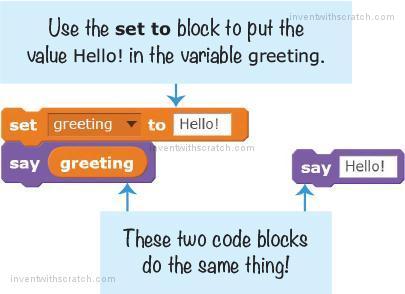 inventwithscratch.com
Use the set to block to put the
value Hello! in the variable greeting.
set greeting to Hello!
inventwithscratch.com
say greeting
say Hello!
These two code blocks
do the same thing!
inventwithscratch.com